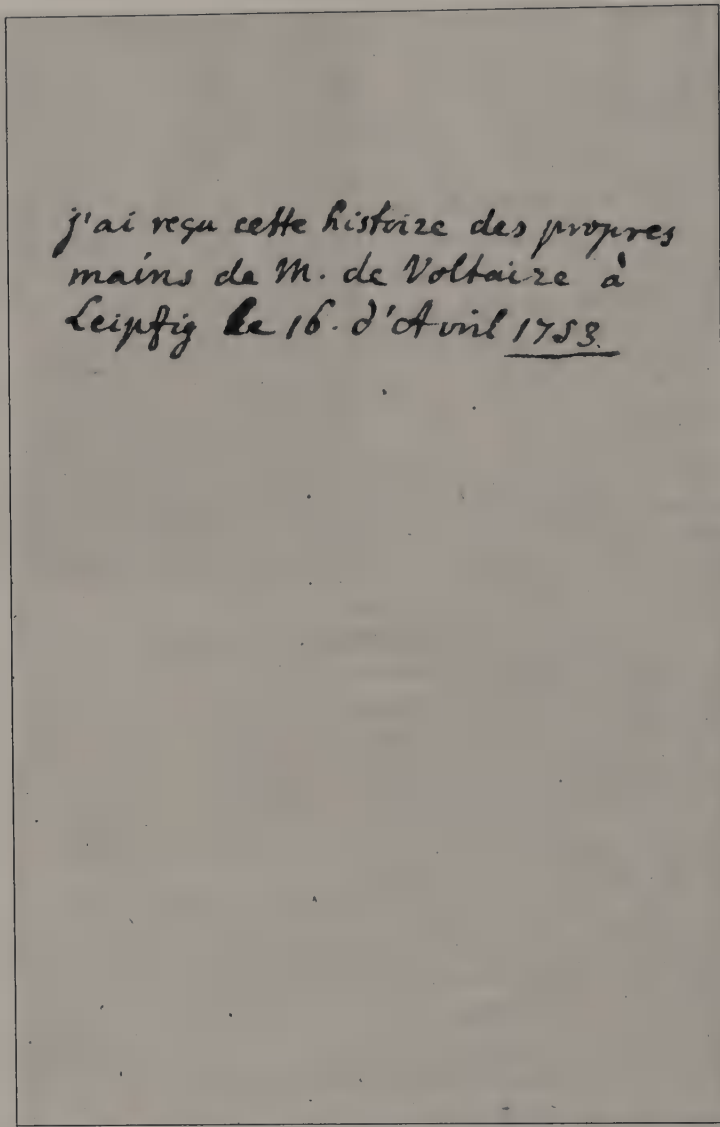 j'ai reçu cette histoire des propres
mains de M. de Voltaire à
Leipsig le 16. d'Avril 1753.